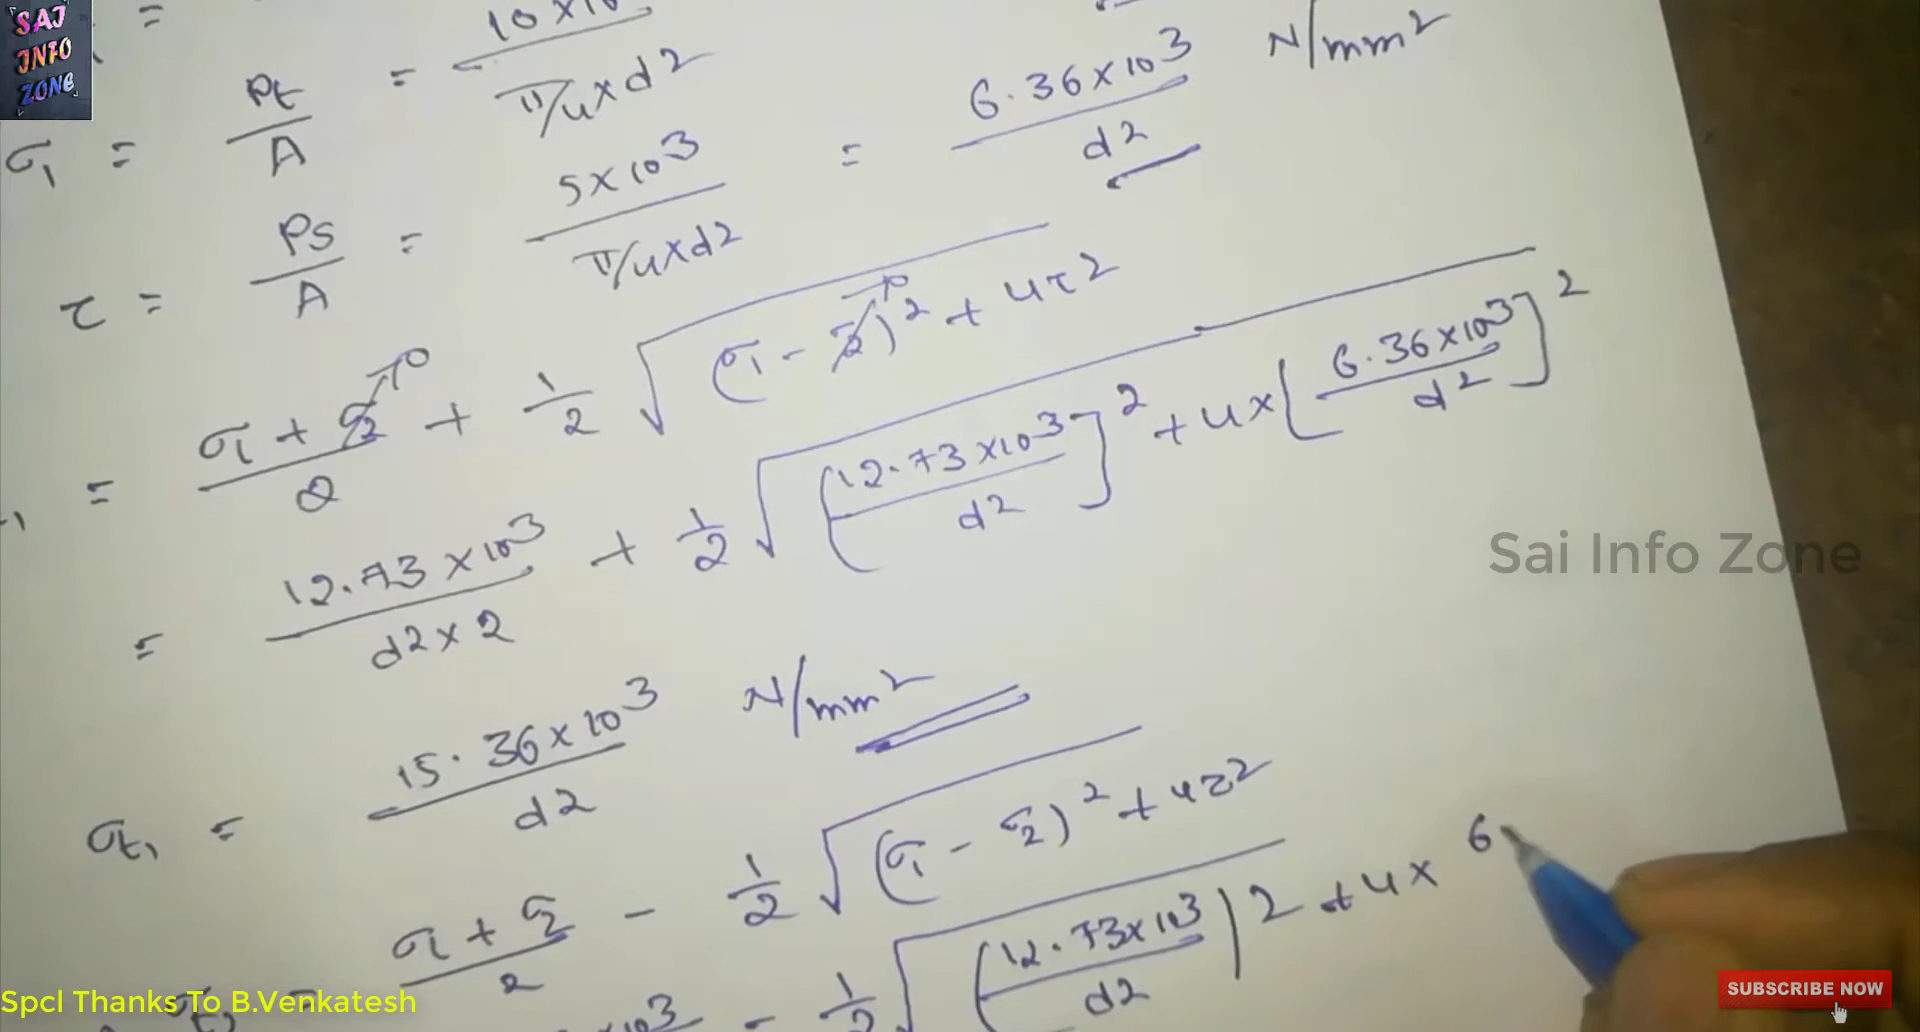 SAI
INFO
ZONE
σ₁ = Pt/A = 10×10/(π/4×d2)
τ = Ps/A = 5×10³/(π/4×d2) = 6.36×10³/d2 N/mm²
= (σ₁ + σ₂→0)/2 + 1/2 √((σ₁ - σ₂→0)² + 4τ²)
= 12.73×10³/(d2×2) + 1/2 √([12.73×10³/d2]² + 4×[6.36×10³/d²]²)
σt₁ = 15.36×10³/d2 N/mm²
(σ₁ + σ₂)/2 - 1/2 √((σ₁ - σ₂)² + 4τ²)
×10³ - 1/2 √((12.73×10³/d2)2 + 4× 6
Sai Info Zone
Spcl Thanks To B.Venkatesh
SUBSCRIBE NOW